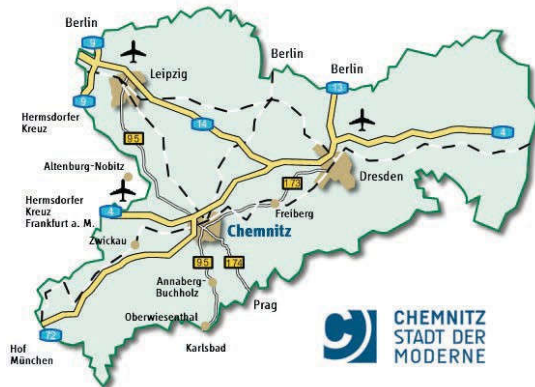 Berlin
9
Leipzig
Berlin
Berlin
13
9
Hermsdorfer
Kreuz
95
14
4
Altenburg-Nobitz
173
Dresden
Hermsdorfer
Kreuz
Frankfurt a. M.
4
Freiberg
Chemnitz
Zwickau
95
174
Annaberg-
Buchholz
Prag
Oberwiesenthal
72
Karlsbad
Hof
München
CHEMNITZ
STADT DER
MODERNE